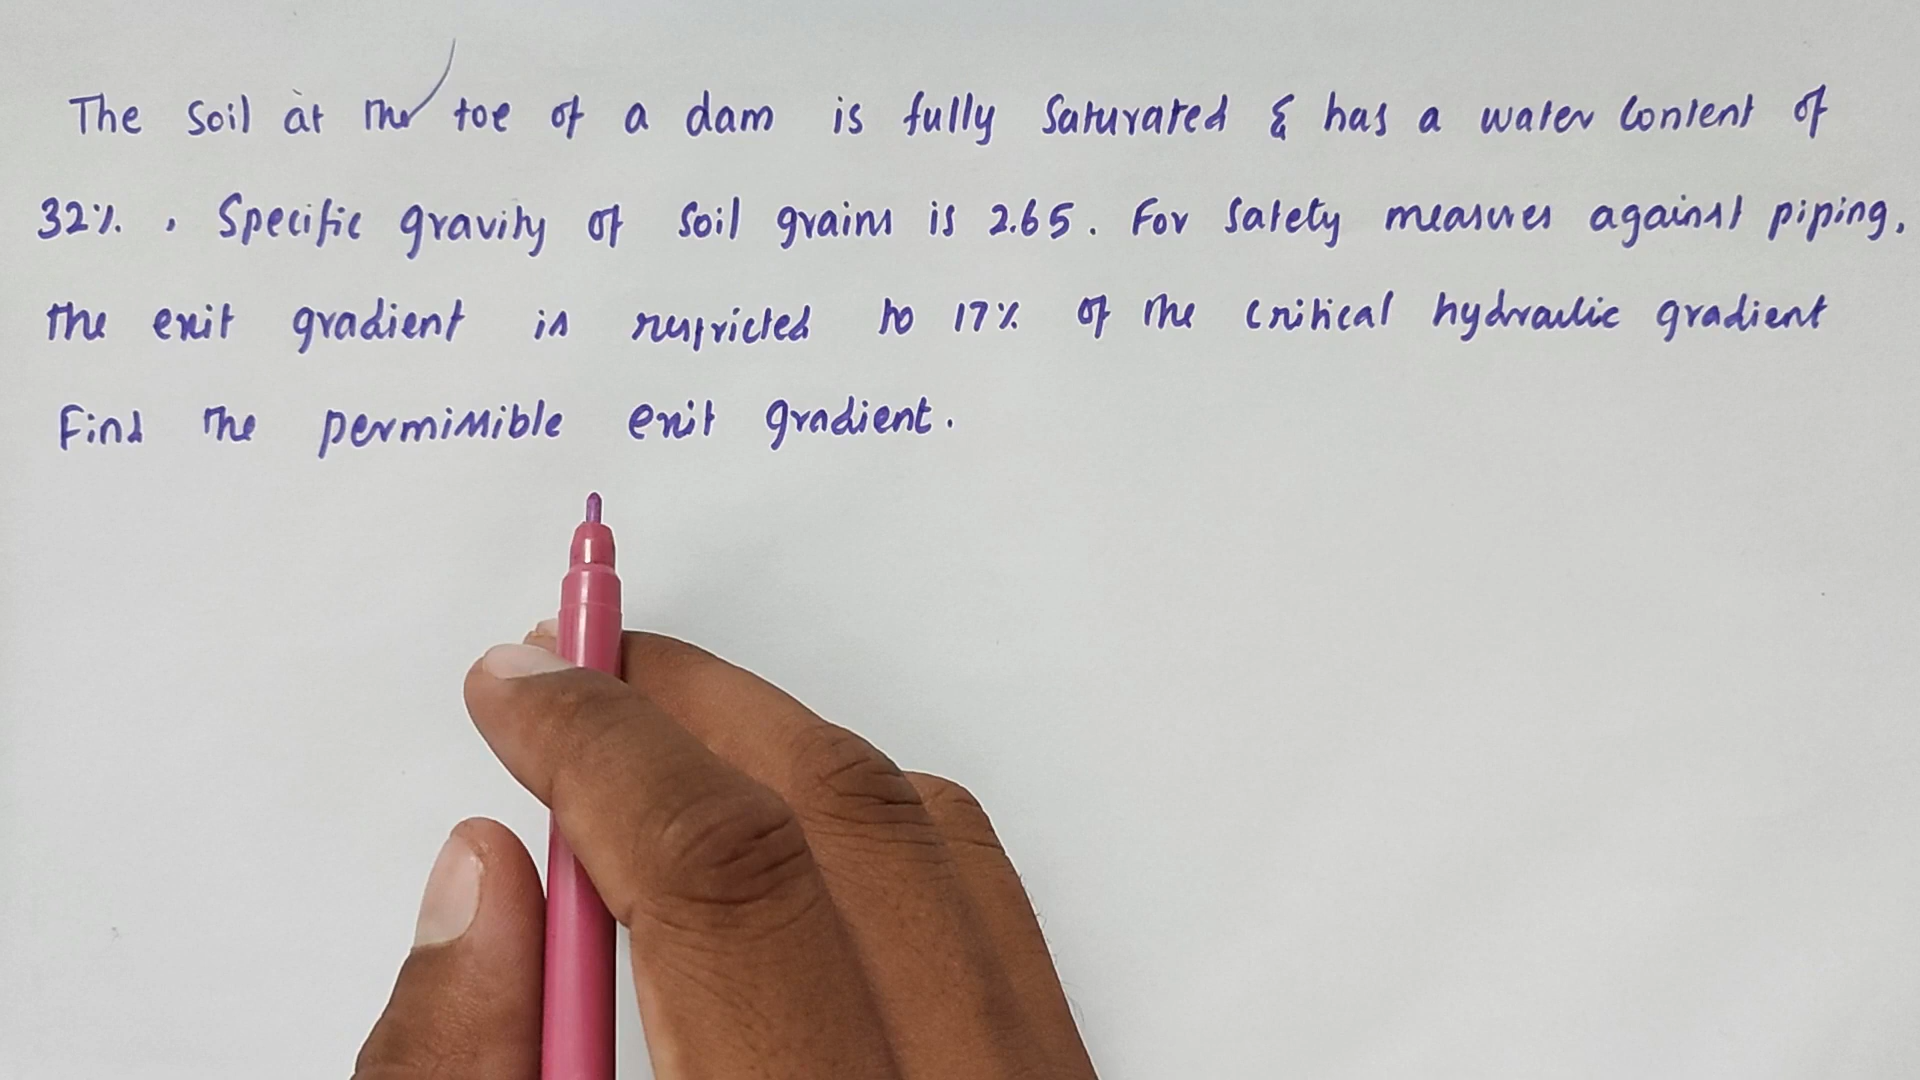 The soil at the toe of a dam is fully saturated & has a water content of
32%. , Specific gravity of soil grains is 2.65. For safety measures against piping,
the exit gradient is restricted to 17% of the critical hydraulic gradient
Find the permissible exit gradient.